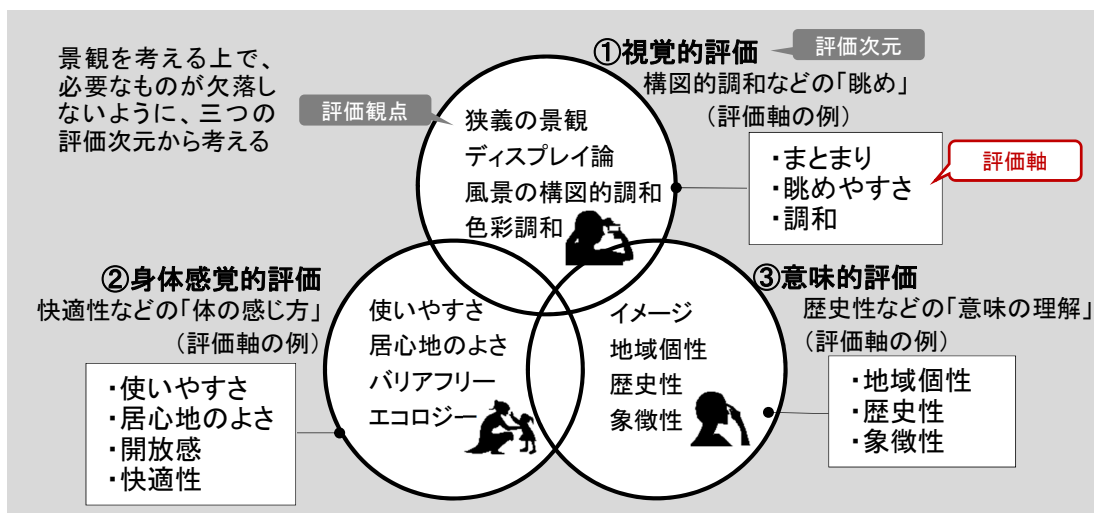 景観を考える上で、
必要なものが欠落し
ないように、三つの
評価次元から考える
①視覚的評価
評価次元
構図的調和などの「眺め」
（評価軸の例）
評価観点
狭義の景観
ディスプレイ論
風景の構図的調和
色彩調和
・まとまり
・眺めやすさ
・調和
評価軸
②身体感覚的評価
快適性などの「体の感じ方」
（評価軸の例）
・使いやすさ
・居心地のよさ
・開放感
・快適性
使いやすさ
居心地のよさ
バリアフリー
エコロジー
イメージ
地域個性
歴史性
象徴性
③意味的評価
歴史性などの「意味の理解」
（評価軸の例）
・地域個性
・歴史性
・象徴性